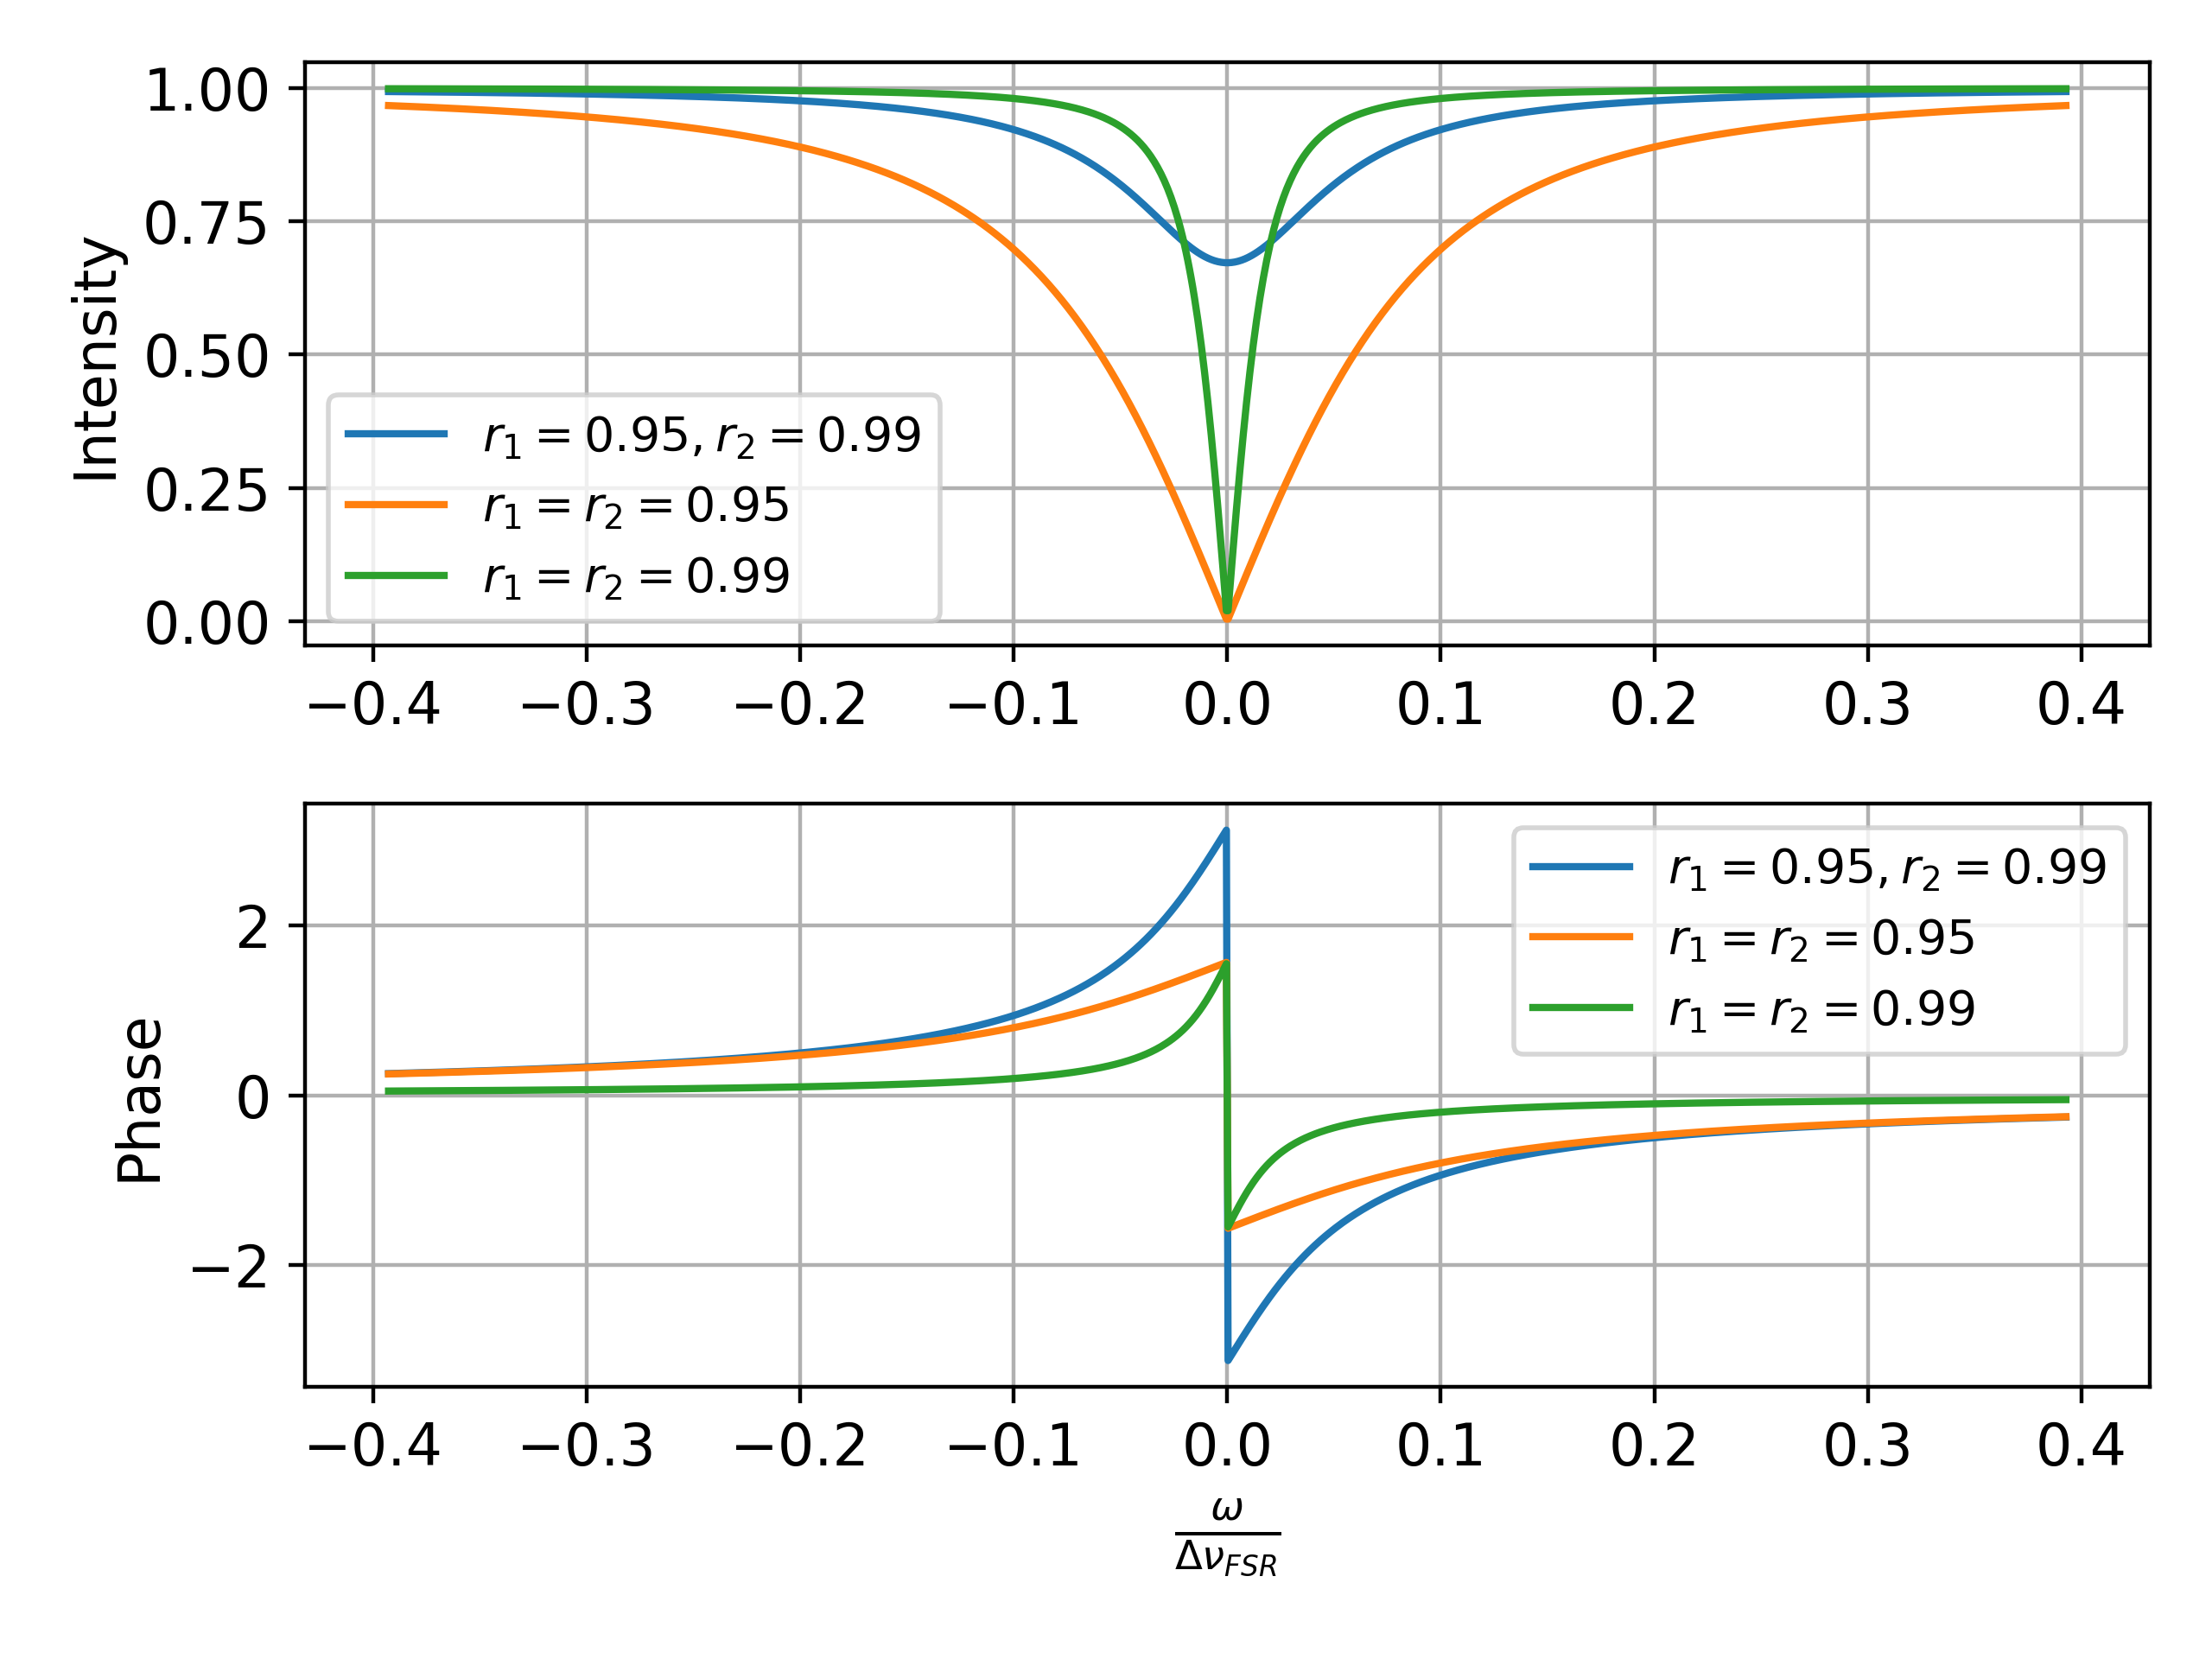 Intensity
1.00
0.75
0.50
0.25
0.00
r₁ = 0.95, r₂ = 0.99
r₁ = r₂ = 0.95
r₁ = r₂ = 0.99
−0.4 −0.3 −0.2 −0.1 0.0 0.1 0.2 0.3 0.4
Phase
2
0
−2
r₁ = 0.95, r₂ = 0.99
r₁ = r₂ = 0.95
r₁ = r₂ = 0.99
−0.4 −0.3 −0.2 −0.1 0.0 0.1 0.2 0.3 0.4
ω
Δν_FSR